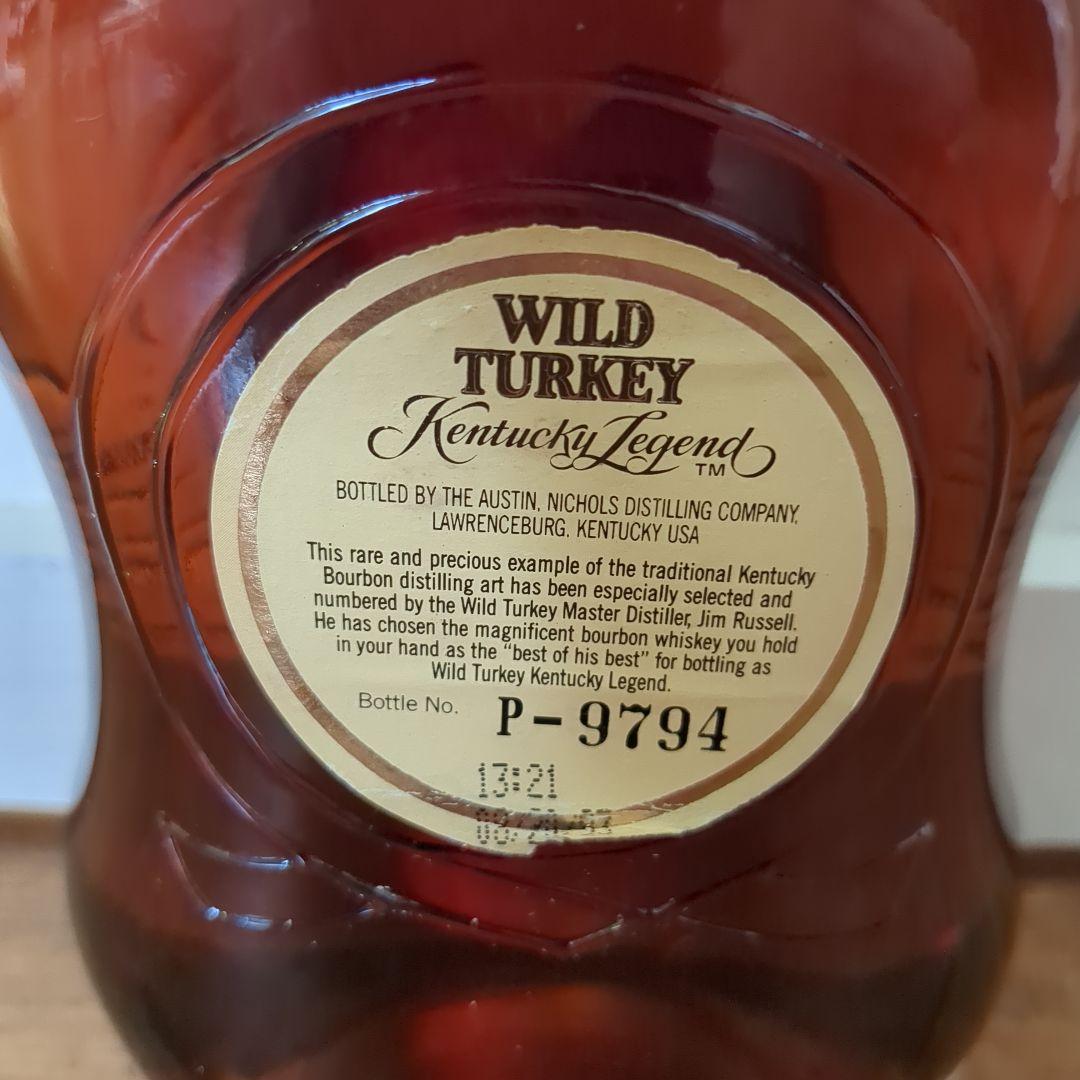 WILD
TURKEY
Kentucky Legend™
BOTTLED BY THE AUSTIN, NICHOLS DISTILLING COMPANY,
LAWRENCEBURG, KENTUCKY USA
This rare and precious example of the traditional Kentucky
Bourbon distilling art has been especially selected and
numbered by the Wild Turkey Master Distiller, Jim Russell.
He has chosen the magnificent bourbon whiskey you hold
in your hand as the “best of his best” for bottling as
Wild Turkey Kentucky Legend.
Bottle No. P-9794
13:21